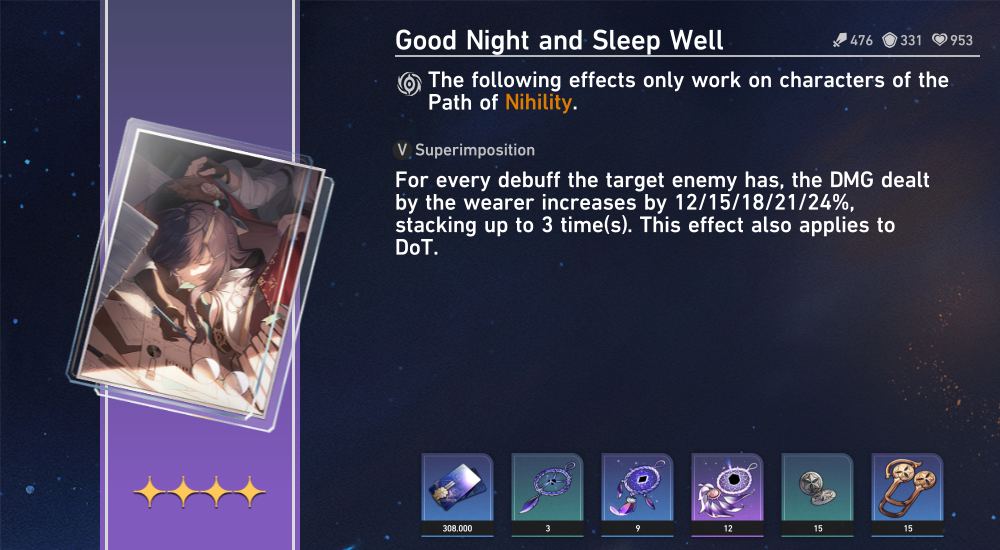 Good Night and Sleep Well
476 331 953
The following effects only work on characters of the
Path of Nihility.
V Superimposition
For every debuff the target enemy has, the DMG dealt
by the wearer increases by 12/15/18/21/24%,
stacking up to 3 time(s). This effect also applies to
DoT.
308.000 3 9 12 15 15